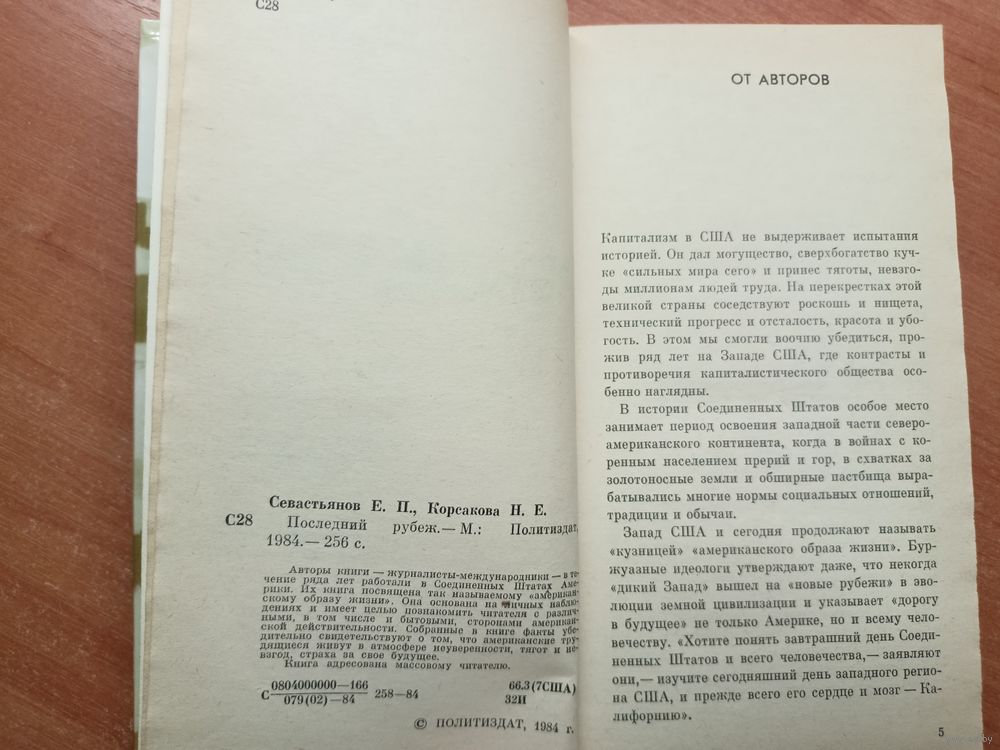 С28
Севастьянов Е. П., Корсакова Н. Е.
С28
Последний рубеж.— М.: Политиздат,
1984.— 256 с.
Авторы книги — журналисты-международники — в те-
чение ряда лет работали в Соединенных Штатах Аме-
рики. Их книга посвящена так называемому «американ-
скому образу жизни». Она основана на личных наблю-
дениях и имеет целью познакомить читателя с различ-
ными, в том числе и бытовыми, сторонами американ-
ской действительности. Собранные в книге факты убе-
дительно свидетельствуют о том, что американские тру-
дящиеся живут в атмосфере неуверенности, тягот и не-
взгод, страха за свое будущее.
Книга адресована массовому читателю.
С 0804000000—166 258—84
079(02)—84
66.3(7США)
32И
© ПОЛИТИЗДАТ, 1984 г.
ОТ АВТОРОВ
Капитализм в США не выдерживает испытания
историей. Он дал могущество, сверхбогатство куч-
ке «сильных мира сего» и принес тяготы, невзго-
ды миллионам людей труда. На перекрестках этой
великой страны соседствуют роскошь и нищета,
технический прогресс и отсталость, красота и убо-
гость. В этом мы смогли воочию убедиться, про-
жив ряд лет на Западе США, где контрасты и
противоречия капиталистического общества осо-
бенно наглядны.
В истории Соединенных Штатов особое место
занимает период освоения западной части северо-
американского континента, когда в войнах с ко-
ренным населением прерий и гор, в схватках за
золотоносные земли и обширные пастбища выра-
батывались многие нормы социальных отношений,
традиции и обычаи.
Запад США и сегодня продолжают называть
«кузницей» «американского образа жизни». Бур-
жуазные идеологи утверждают даже, что некогда
«дикий Запад» вышел на «новые рубежи» в эво-
люции земной цивилизации и указывает «дорогу
в будущее» не только Америке, но и всему чело-
вечеству. «Хотите понять завтрашний день Соеди-
ненных Штатов и всего человечества,— заявляют
они,— изучите сегодняшний день западного регио-
на США, и прежде всего его сердце и мозг — Ка-
лифорнию».
5